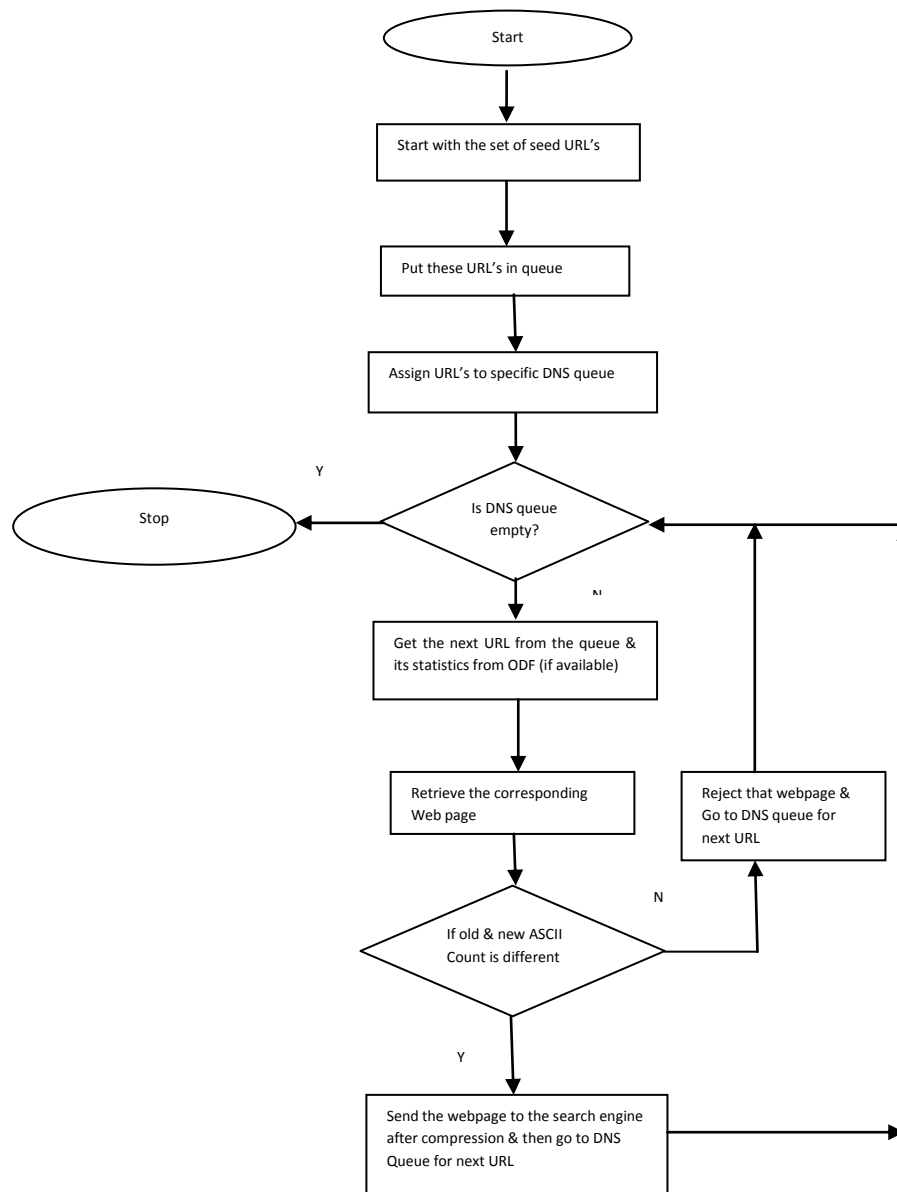 Start
Start with the set of seed URL's
Put these URL's in queue
Assign URL's to specific DNS queue
Y
Stop
Is DNS queue
empty?
N
Get the next URL from the queue &
its statistics from ODF (if available)
Retrieve the corresponding
Web page
Reject that webpage &
Go to DNS queue for
next URL
N
If old & new ASCII
Count is different
Y
Send the webpage to the search engine
after compression & then go to DNS
Queue for next URL